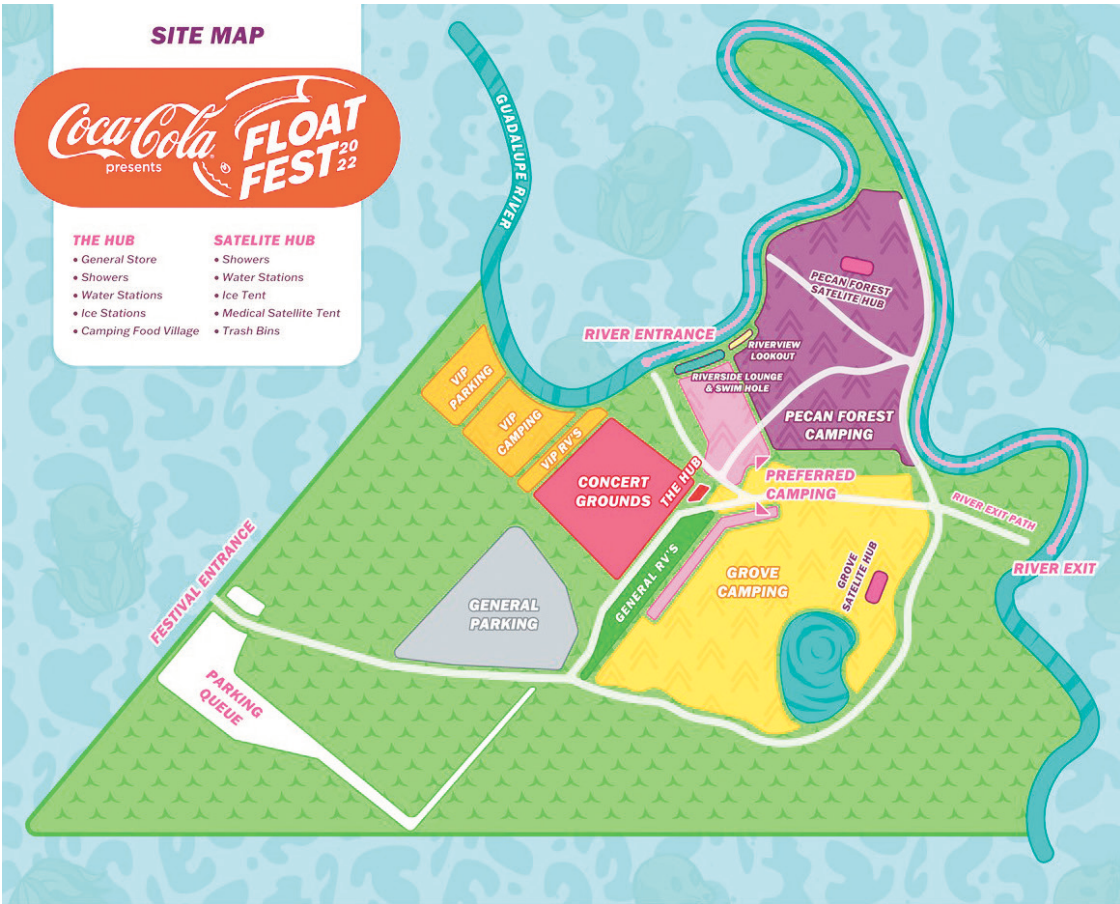 SITE MAP
Coca-Cola
presents
FLOAT
FEST
20
22
THE HUB
• General Store
• Showers
• Water Stations
• Ice Stations
• Camping Food Village
SATELITE HUB
• Showers
• Water Stations
• Ice Tent
• Medical Satellite Tent
• Trash Bins
GUADALUPE RIVER
PECAN FOREST
SATELITE HUB
RIVER ENTRANCE
RIVERVIEW
LOOKOUT
RIVERSIDE LOUNGE
& SWIM HOLE
VIP
PARKING
VIP
CAMPING
VIP RV'S
PECAN FOREST
CAMPING
CONCERT
GROUNDS
THE HUB
PREFERRED
CAMPING
RIVER EXIT PATH
RIVER EXIT
FESTIVAL ENTRANCE
GENERAL
PARKING
GENERAL RV'S
GROVE
CAMPING
GROVE
SATELITE HUB
PARKING
QUEUE